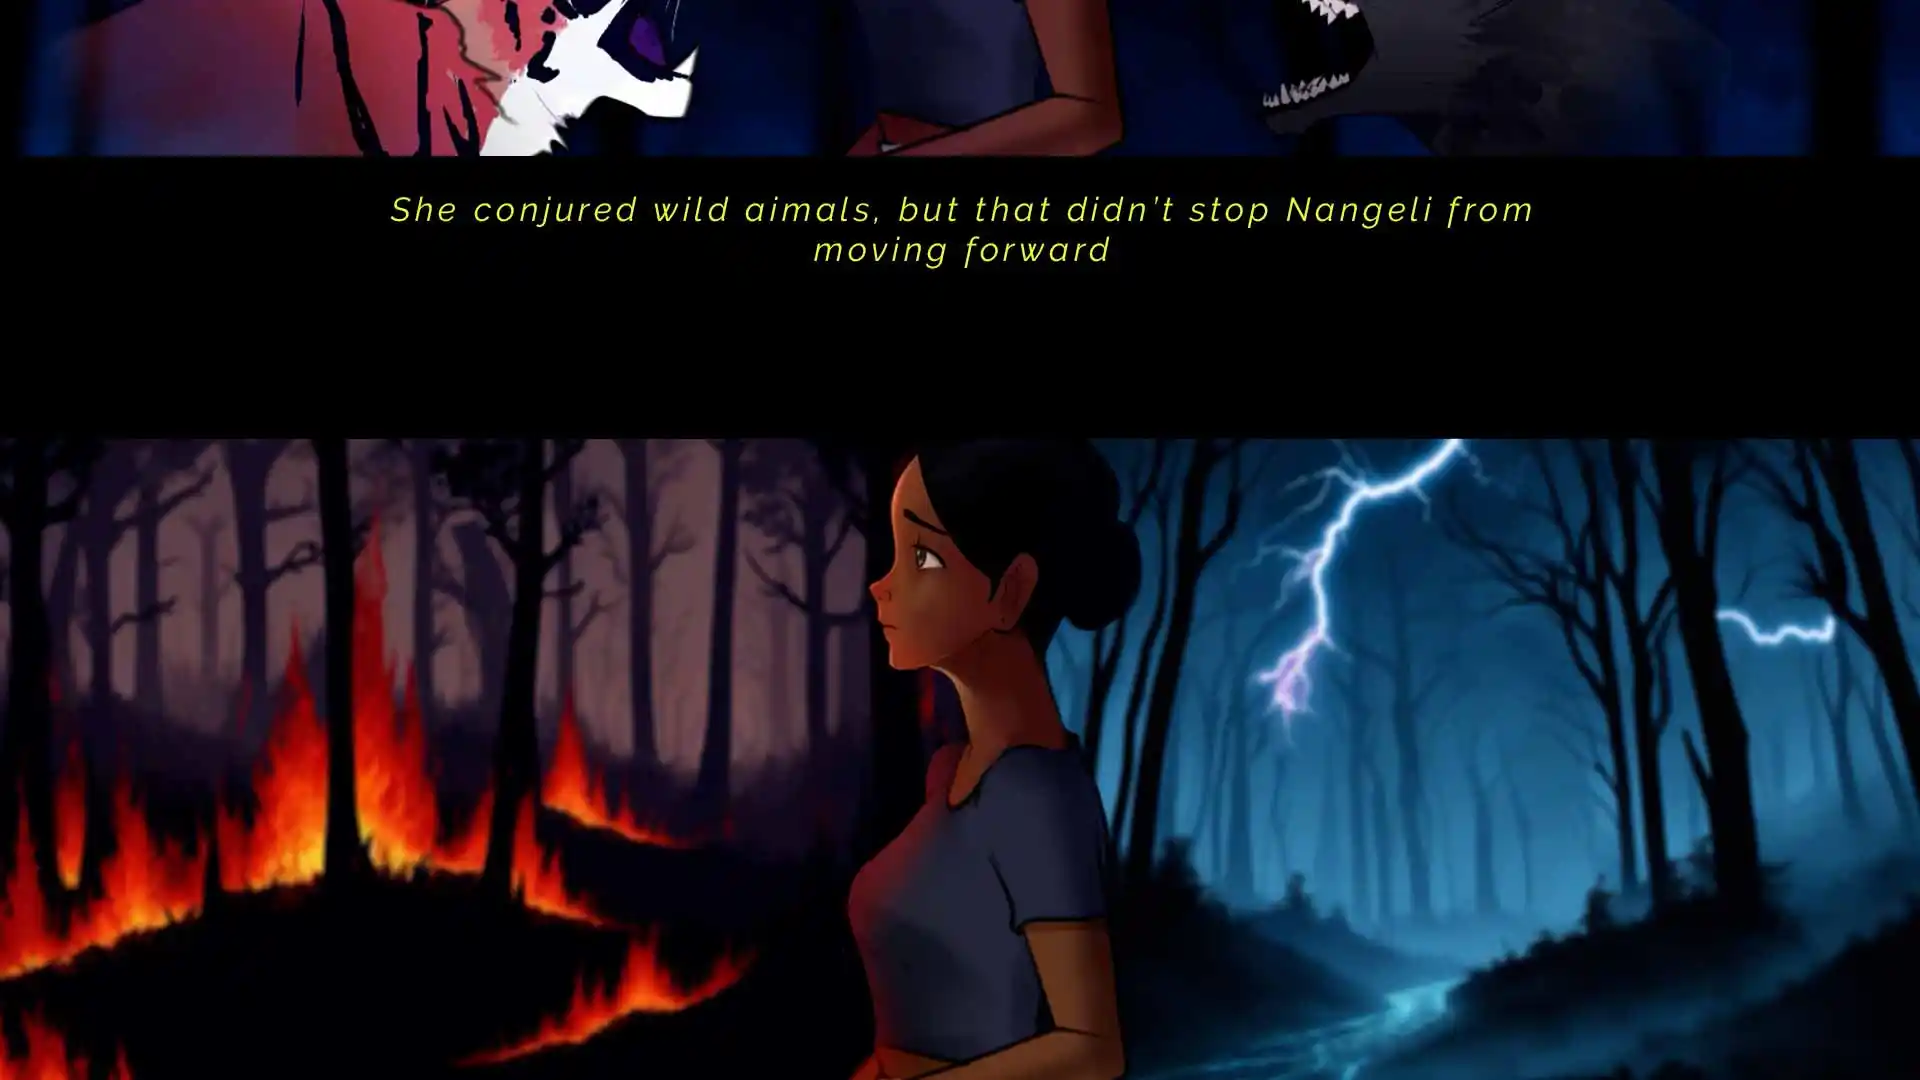 She conjured wild aimals, but that didn't stop Nangeli from
moving forward